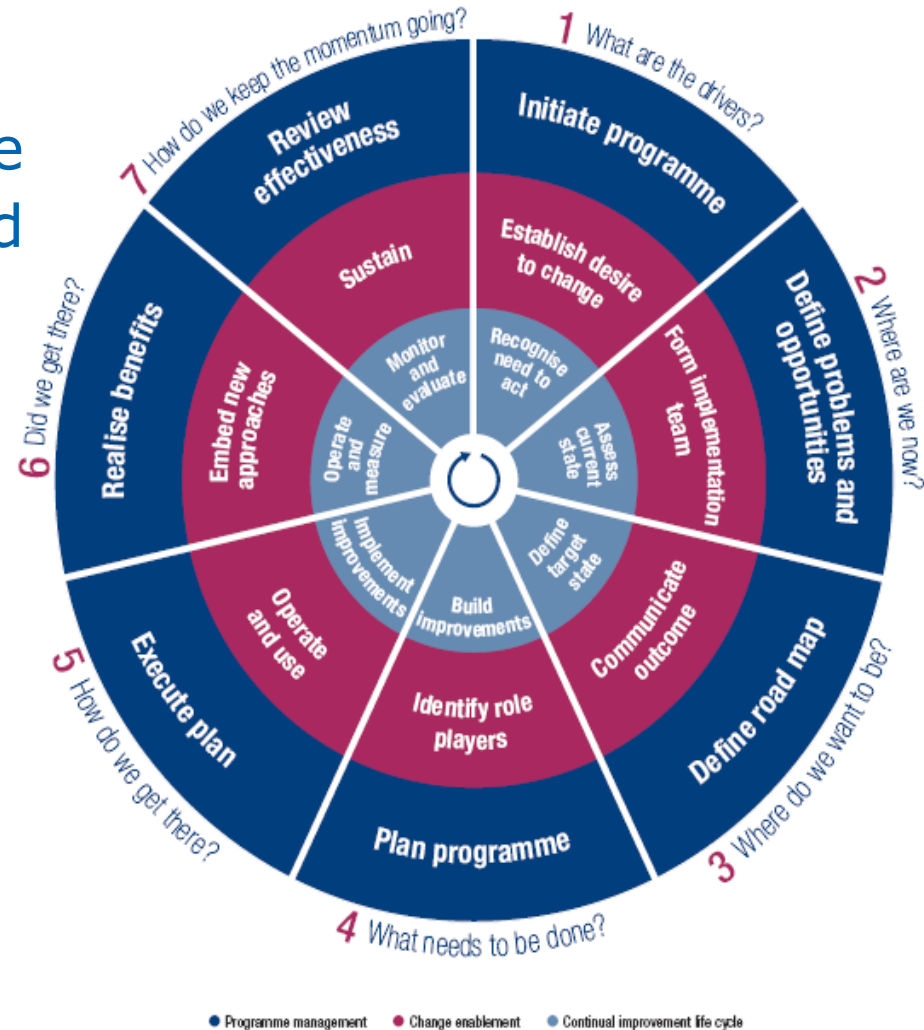 e
d
1 What are the drivers?
Initiate programme
Establish desire
to change
Recognise
need to
act
2 Where are we now?
Define problems and
opportunities
Form implementation
team
Assess
current
state
3 Where do we want to be?
Define road map
Communicate
outcome
Define
target
state
4 What needs to be done?
Plan programme
Identify role
players
Build
improvements
5 How do we get there?
Execute plan
Operate
and use
Implement
improvements
6 Did we get there?
Realise benefits
Embed new
approaches
Operate
and
measure
7 How do we keep the momentum going?
Review
effectiveness
Sustain
Monitor
and
evaluate
Programme management
Change enablement
Continual improvement life cycle